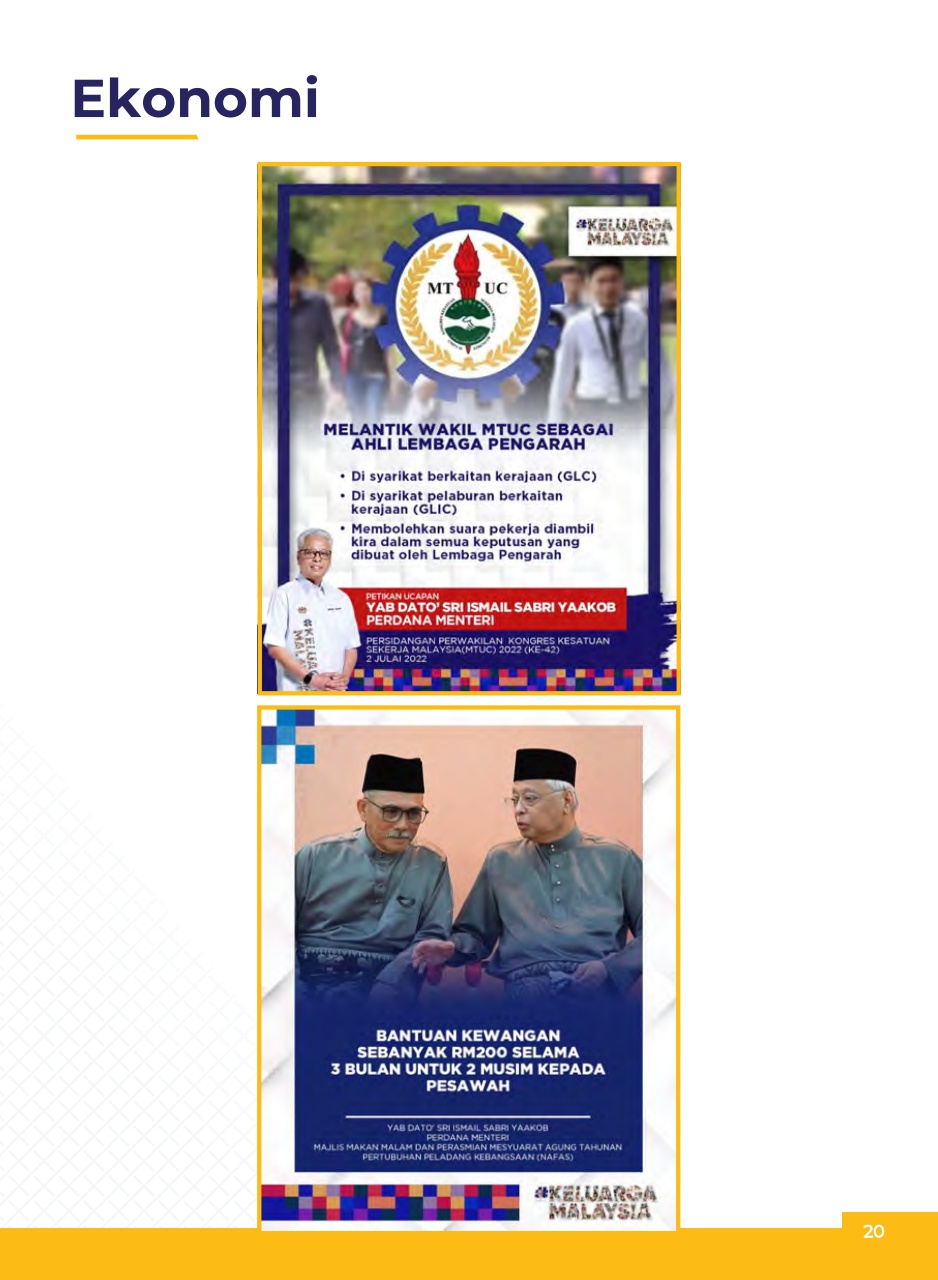 Ekonomi
#KELUARGA
MALAYSIA
MT UC
MELANTIK WAKIL MTUC SEBAGAI
AHLI LEMBAGA PENGARAH
• Di syarikat berkaitan kerajaan (GLC)
• Di syarikat pelaburan berkaitan
kerajaan (GLIC)
• Membolehkan suara pekerja diambil
kira dalam semua keputusan yang
dibuat oleh Lembaga Pengarah
PETIKAN UCAPAN
YAB DATO' SRI ISMAIL SABRI YAAKOB
PERDANA MENTERI
PERSIDANGAN PERWAKILAN KONGRES KESATUAN
SEKERJA MALAYSIA(MTUC) 2022 (KE-42)
2 JULAI 2022
BANTUAN KEWANGAN
SEBANYAK RM200 SELAMA
3 BULAN UNTUK 2 MUSIM KEPADA
PESAWAH
YAB DATO' SRI ISMAIL SABRI YAAKOB
PERDANA MENTERI
MAJLIS MAKAN MALAM DAN PERASMIAN MESYUARAT AGUNG TAHUNAN
PERTUBUHAN PELADANG KEBANGSAAN (NAFAS)
#KELUARGA
MALAYSIA
20